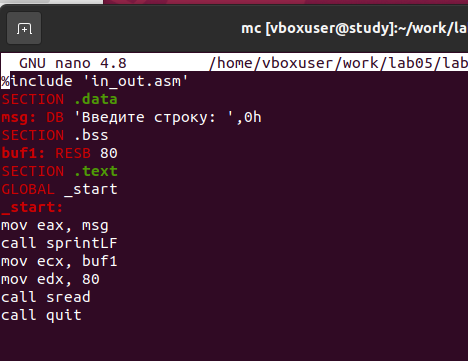 mc [vboxuser@study]:~/work/la
GNU nano 4.8 /home/vboxuser/work/lab05/lab
%include 'in_out.asm'
SECTION .data
msg: DB 'Введите строку: ',0h
SECTION .bss
buf1: RESB 80
SECTION .text
GLOBAL _start
_start:
mov eax, msg
call sprintLF
mov ecx, buf1
mov edx, 80
call sread
call quit